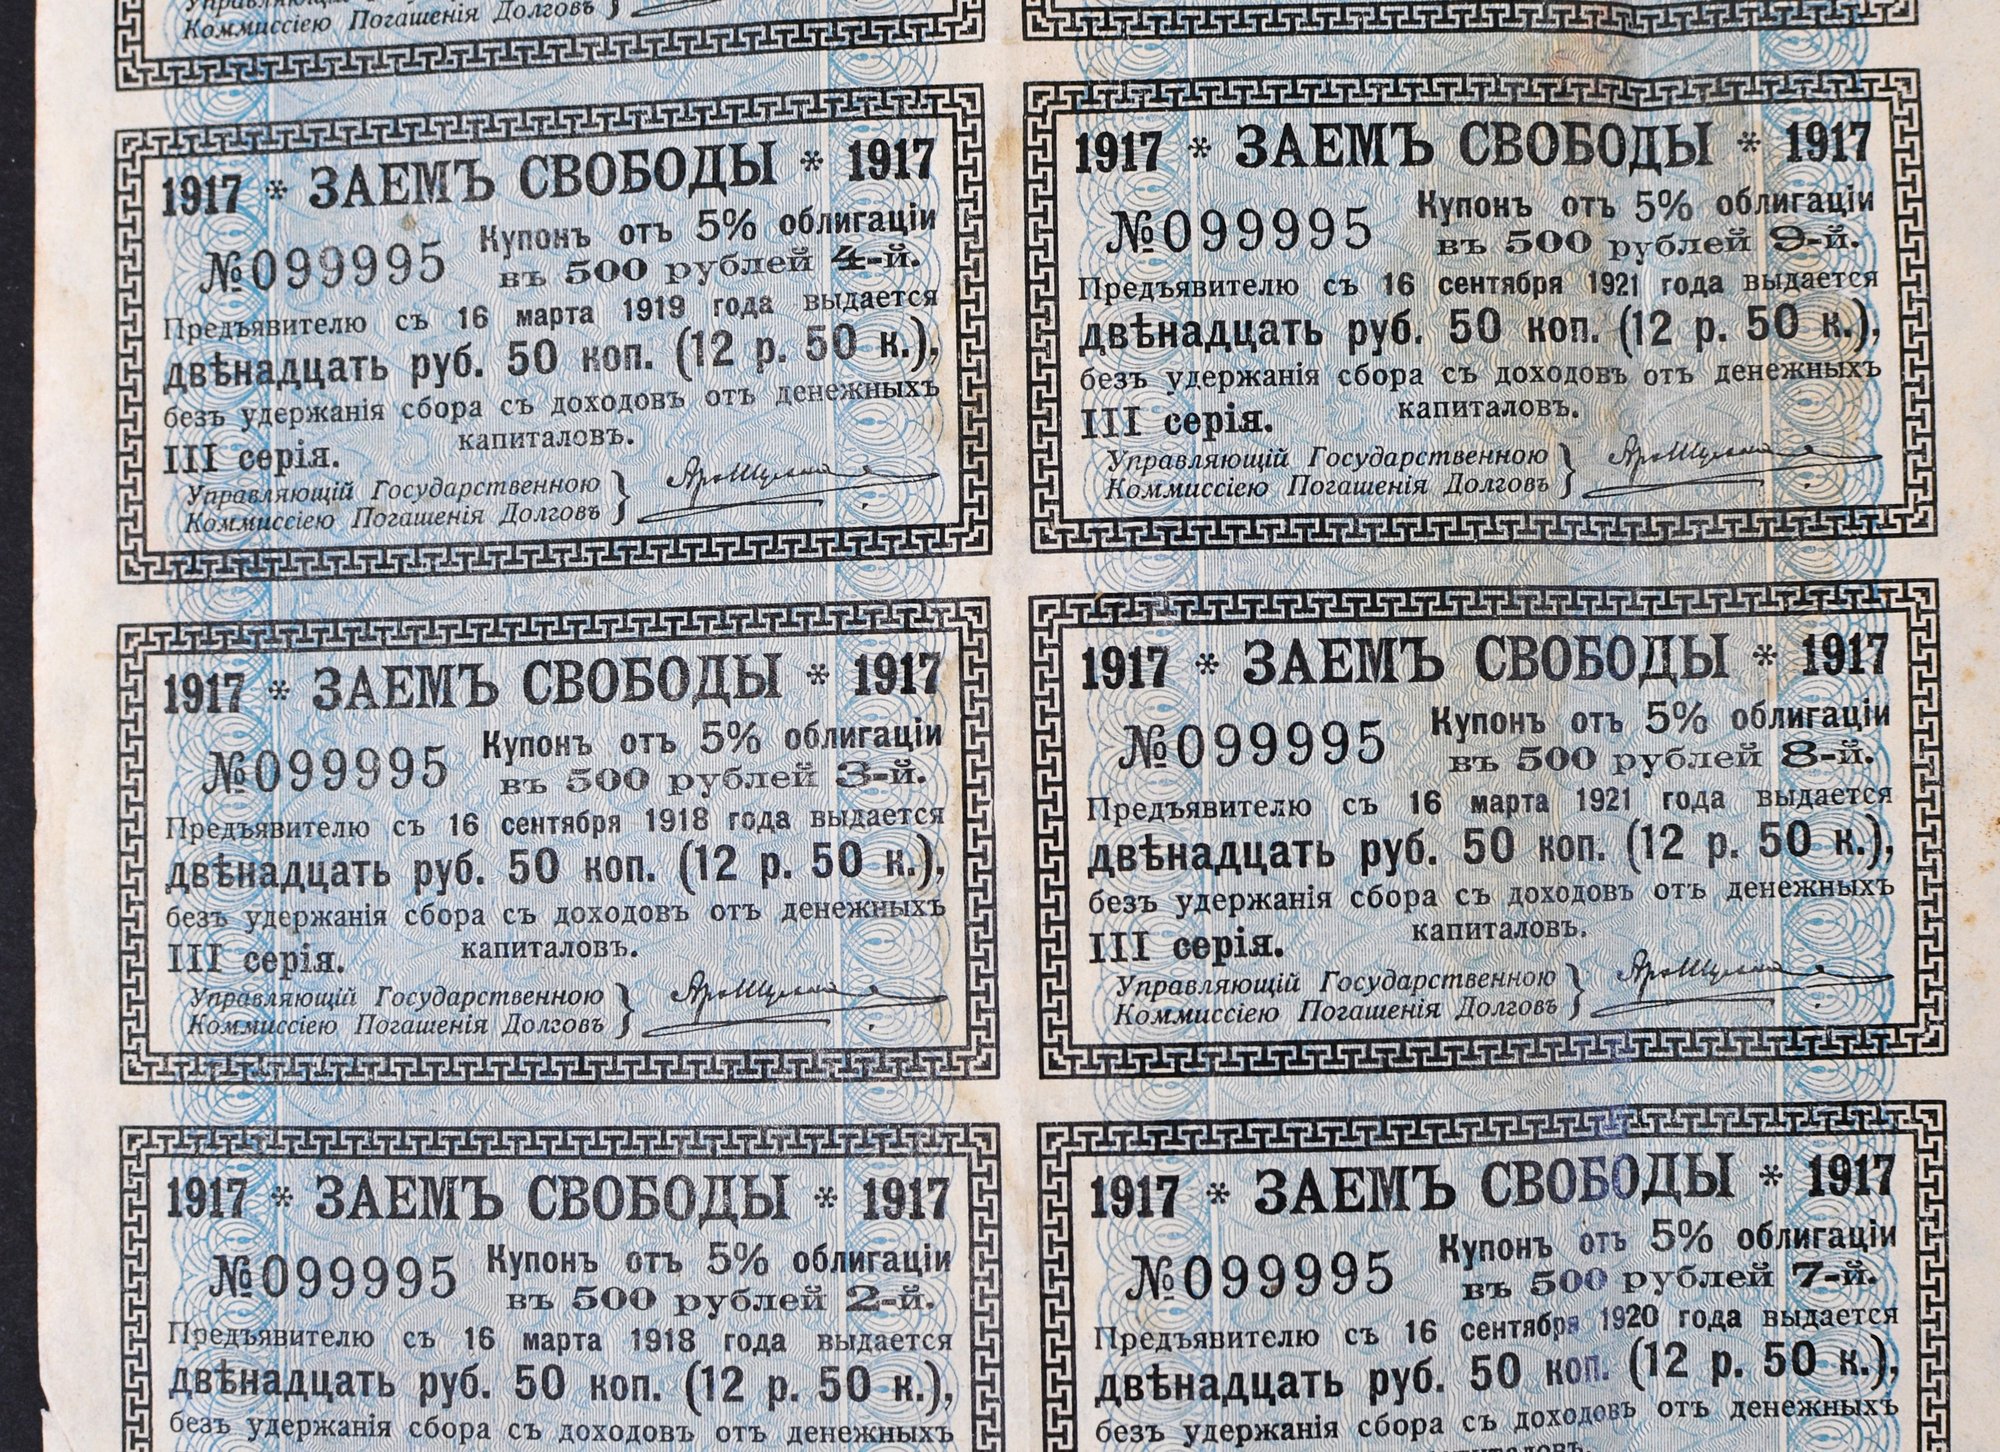 Управляющій
Коммиссіею Погашенія Долговъ
1917 * ЗАЕМЪ СВОБОДЫ * 1917
№099995 Купонъ отъ 5% облигаціи
въ 500 рублей 4-й.
Предъявителю съ 16 марта 1919 года выдается
двѣнадцать руб. 50 коп. (12 р. 50 к.),
безъ удержанія сбора съ доходовъ отъ денежныхъ
капиталовъ.
III серія.
Управляющій Государственною
Коммиссіею Погашенія Долговъ
1917 * ЗАЕМЪ СВОБОДЫ * 1917
№099995 Купонъ отъ 5% облигаціи
въ 500 рублей 3-й.
Предъявителю съ 16 сентября 1918 года выдается
двѣнадцать руб. 50 коп. (12 р. 50 к.),
безъ удержанія сбора съ доходовъ отъ денежныхъ
капиталовъ.
III серія.
Управляющій Государственною
Коммиссіею Погашенія Долговъ
1917 * ЗАЕМЪ СВОБОДЫ * 1917
№099995 Купонъ отъ 5% облигаціи
въ 500 рублей 2-й.
Предъявителю съ 16 марта 1918 года выдается
двѣнадцать руб. 50 коп. (12 р. 50 к.),
безъ удержанія сбора съ доходовъ отъ денежныхъ
1917 * ЗАЕМЪ СВОБОДЫ * 1917
№099995 Купонъ отъ 5% облигаціи
въ 500 рублей 9-й.
Предъявителю съ 16 сентября 1921 года выдается
двѣнадцать руб. 50 коп. (12 р. 50 к.),
безъ удержанія сбора съ доходовъ отъ денежныхъ
капиталовъ.
III серія.
Управляющій Государственною
Коммиссіею Погашенія Долговъ
1917 * ЗАЕМЪ СВОБОДЫ * 1917
№099995 Купонъ отъ 5% облигаціи
въ 500 рублей 8-й.
Предъявителю съ 16 марта 1921 года выдается
двѣнадцать руб. 50 коп. (12 р. 50 к.),
безъ удержанія сбора съ доходовъ отъ денежныхъ
капиталовъ.
III серія.
Управляющій Государственною
Коммиссіею Погашенія Долговъ
1917 * ЗАЕМЪ СВОБОДЫ * 1917
№099995 Купонъ отъ 5% облигаціи
въ 500 рублей 7-й.
Предъявителю съ 16 сентября 1920 года выдается
двѣнадцать руб. 50 коп. (12 р. 50 к.),
безъ удержанія сбора съ доходовъ отъ денежныхъ
капиталовъ.